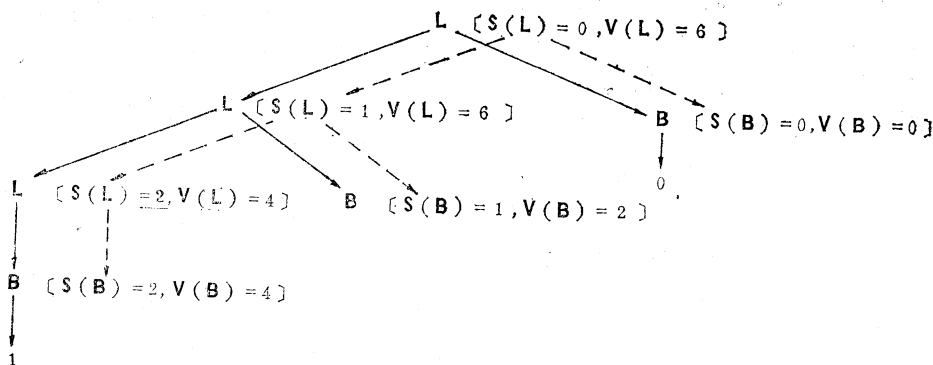 L 〔S(L)=0,V(L)=6〕
L 〔S(L)=1,V(L)=6〕
B 〔S(B)=0,V(B)=0〕
L 〔S(L)=2,V(L)=4〕
B 〔S(B)=1,V(B)=2〕
0
B 〔S(B)=2,V(B)=4〕
1